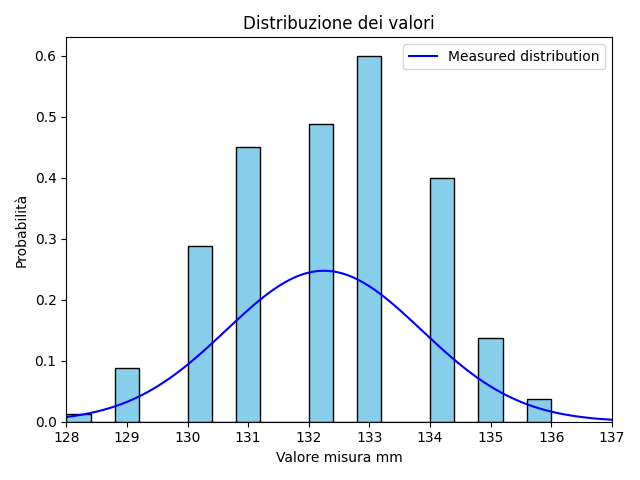 Distribuzione dei valori
Measured distribution
0.6
0.5
0.4
0.3
0.2
0.1
0.0
Probabilità
128 129 130 131 132 133 134 135 136 137
Valore misura mm